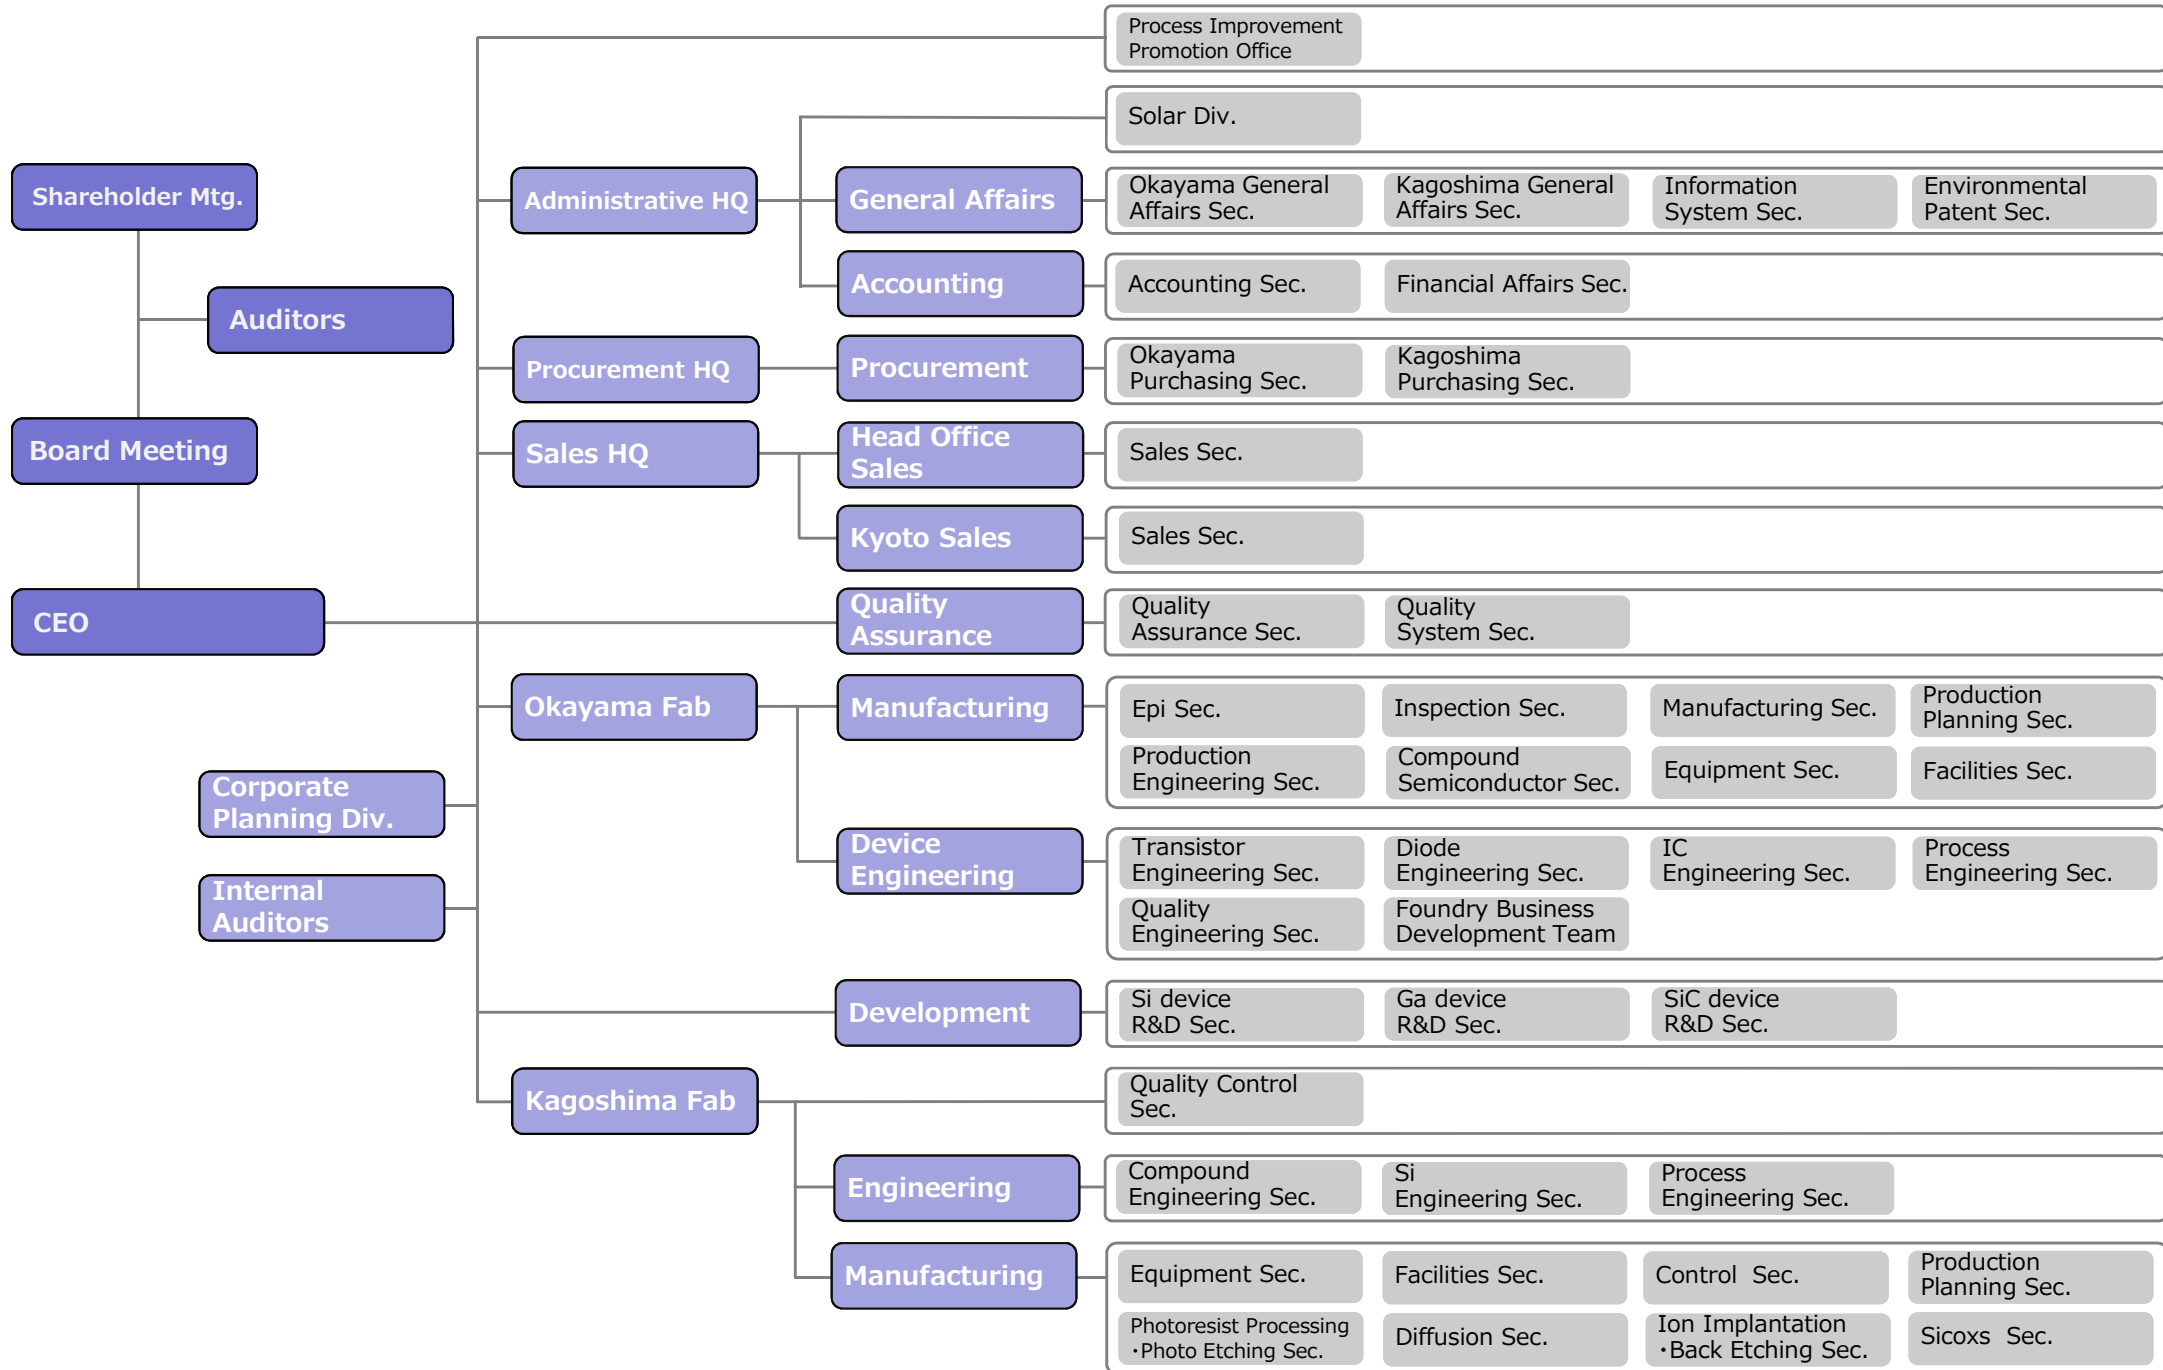 Process Improvement
Promotion Office
Solar Div.
Shareholder Mtg.
Administrative HQ
General Affairs
Okayama General
Affairs Sec.
Kagoshima General
Affairs Sec.
Information
System Sec.
Environmental
Patent Sec.
Auditors
Accounting
Accounting Sec.
Financial Affairs Sec.
Procurement HQ
Procurement
Okayama
Purchasing Sec.
Kagoshima
Purchasing Sec.
Board Meeting
Sales HQ
Head Office
Sales
Sales Sec.
Kyoto Sales
Sales Sec.
CEO
Quality
Assurance
Quality
Assurance Sec.
Quality
System Sec.
Okayama Fab
Manufacturing
Epi Sec.
Inspection Sec.
Manufacturing Sec.
Production
Planning Sec.
Production
Engineering Sec.
Compound
Semiconductor Sec.
Equipment Sec.
Facilities Sec.
Corporate
Planning Div.
Device
Engineering
Transistor
Engineering Sec.
Diode
Engineering Sec.
IC
Engineering Sec.
Process
Engineering Sec.
Quality
Engineering Sec.
Foundry Business
Development Team
Internal
Auditors
Development
Si device
R&D Sec.
Ga device
R&D Sec.
SiC device
R&D Sec.
Kagoshima Fab
Quality Control
Sec.
Engineering
Compound
Engineering Sec.
Si
Engineering Sec.
Process
Engineering Sec.
Manufacturing
Equipment Sec.
Facilities Sec.
Control  Sec.
Production
Planning Sec.
Photoresist Processing
・Photo Etching Sec.
Diffusion Sec.
Ion Implantation
・Back Etching Sec.
Sicoxs  Sec.